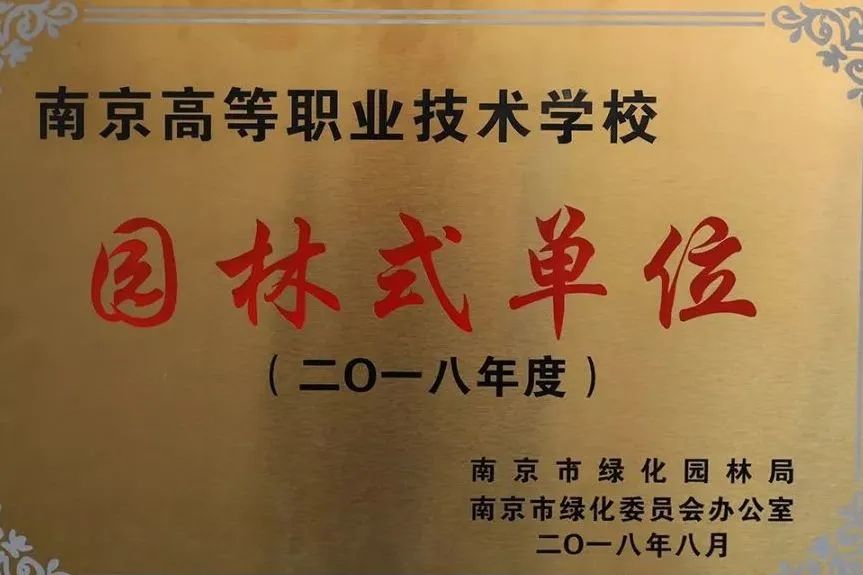 南京高等职业技术学校
园林式单位
（二〇一八年度）
南京市绿化园林局
南京市绿化委员会办公室
二〇一八年八月